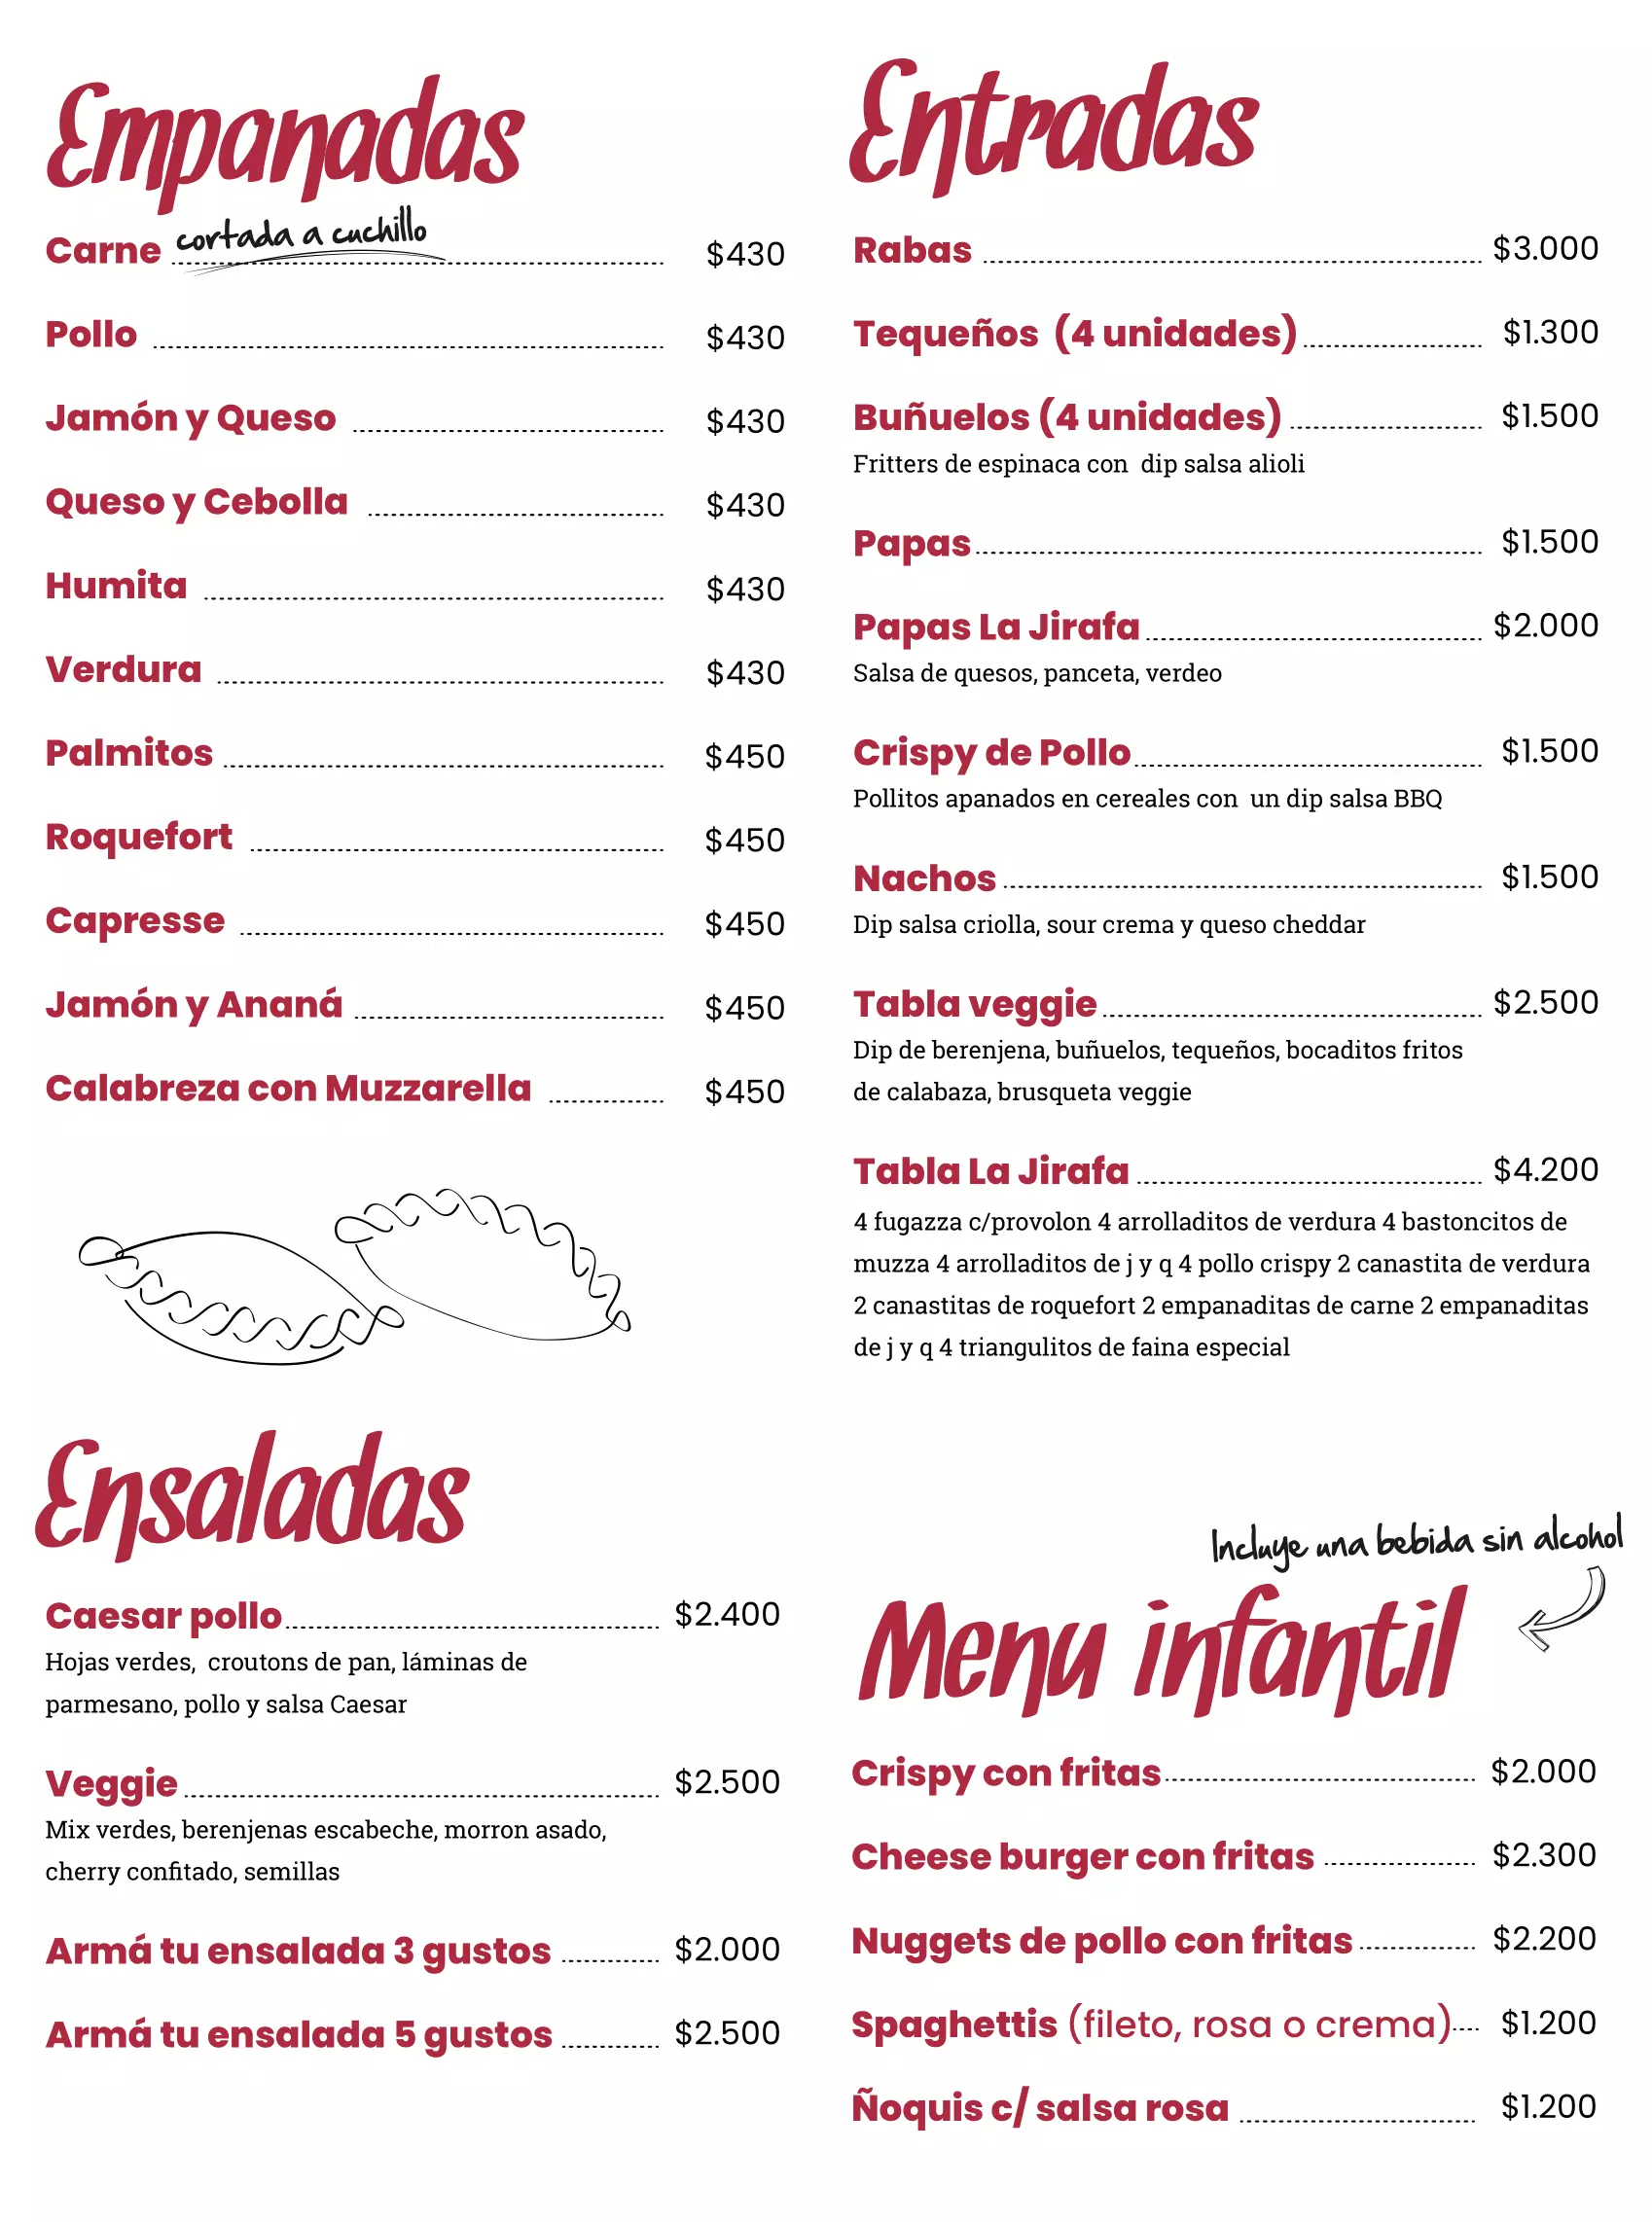 Empanadas
Carne cortada a cuchillo $430
Pollo $430
Jamón y Queso $430
Queso y Cebolla $430
Humita $430
Verdura $430
Palmitos $450
Roquefort $450
Capresse $450
Jamón y Ananá $450
Calabreza con Muzzarella $450
Ensaladas
Caesar pollo $2.400
Hojas verdes, croutons de pan, láminas de
parmesano, pollo y salsa Caesar
Veggie $2.500
Mix verdes, berenjenas escabeche, morron asado,
cherry confitado, semillas
Armá tu ensalada 3 gustos $2.000
Armá tu ensalada 5 gustos $2.500
Entradas
Rabas $3.000
Tequeños (4 unidades) $1.300
Buñuelos (4 unidades) $1.500
Fritters de espinaca con dip salsa alioli
Papas $1.500
Papas La Jirafa $2.000
Salsa de quesos, panceta, verdeo
Crispy de Pollo $1.500
Pollitos apanados en cereales con un dip salsa BBQ
Nachos $1.500
Dip salsa criolla, sour crema y queso cheddar
Tabla veggie $2.500
Dip de berenjena, buñuelos, tequeños, bocaditos fritos
de calabaza, brusqueta veggie
Tabla La Jirafa $4.200
4 fugazza c/provolon 4 arrolladitos de verdura 4 bastoncitos de
muzza 4 arrolladitos de j y q 4 pollo crispy 2 canastita de verdura
2 canastitas de roquefort 2 empanaditas de carne 2 empanaditas
de j y q 4 triangulitos de faina especial
Incluye una bebida sin alcohol
Menu infantil
Crispy con fritas $2.000
Cheese burger con fritas $2.300
Nuggets de pollo con fritas $2.200
Spaghettis (fileto, rosa o crema) $1.200
Ñoquis c/ salsa rosa $1.200